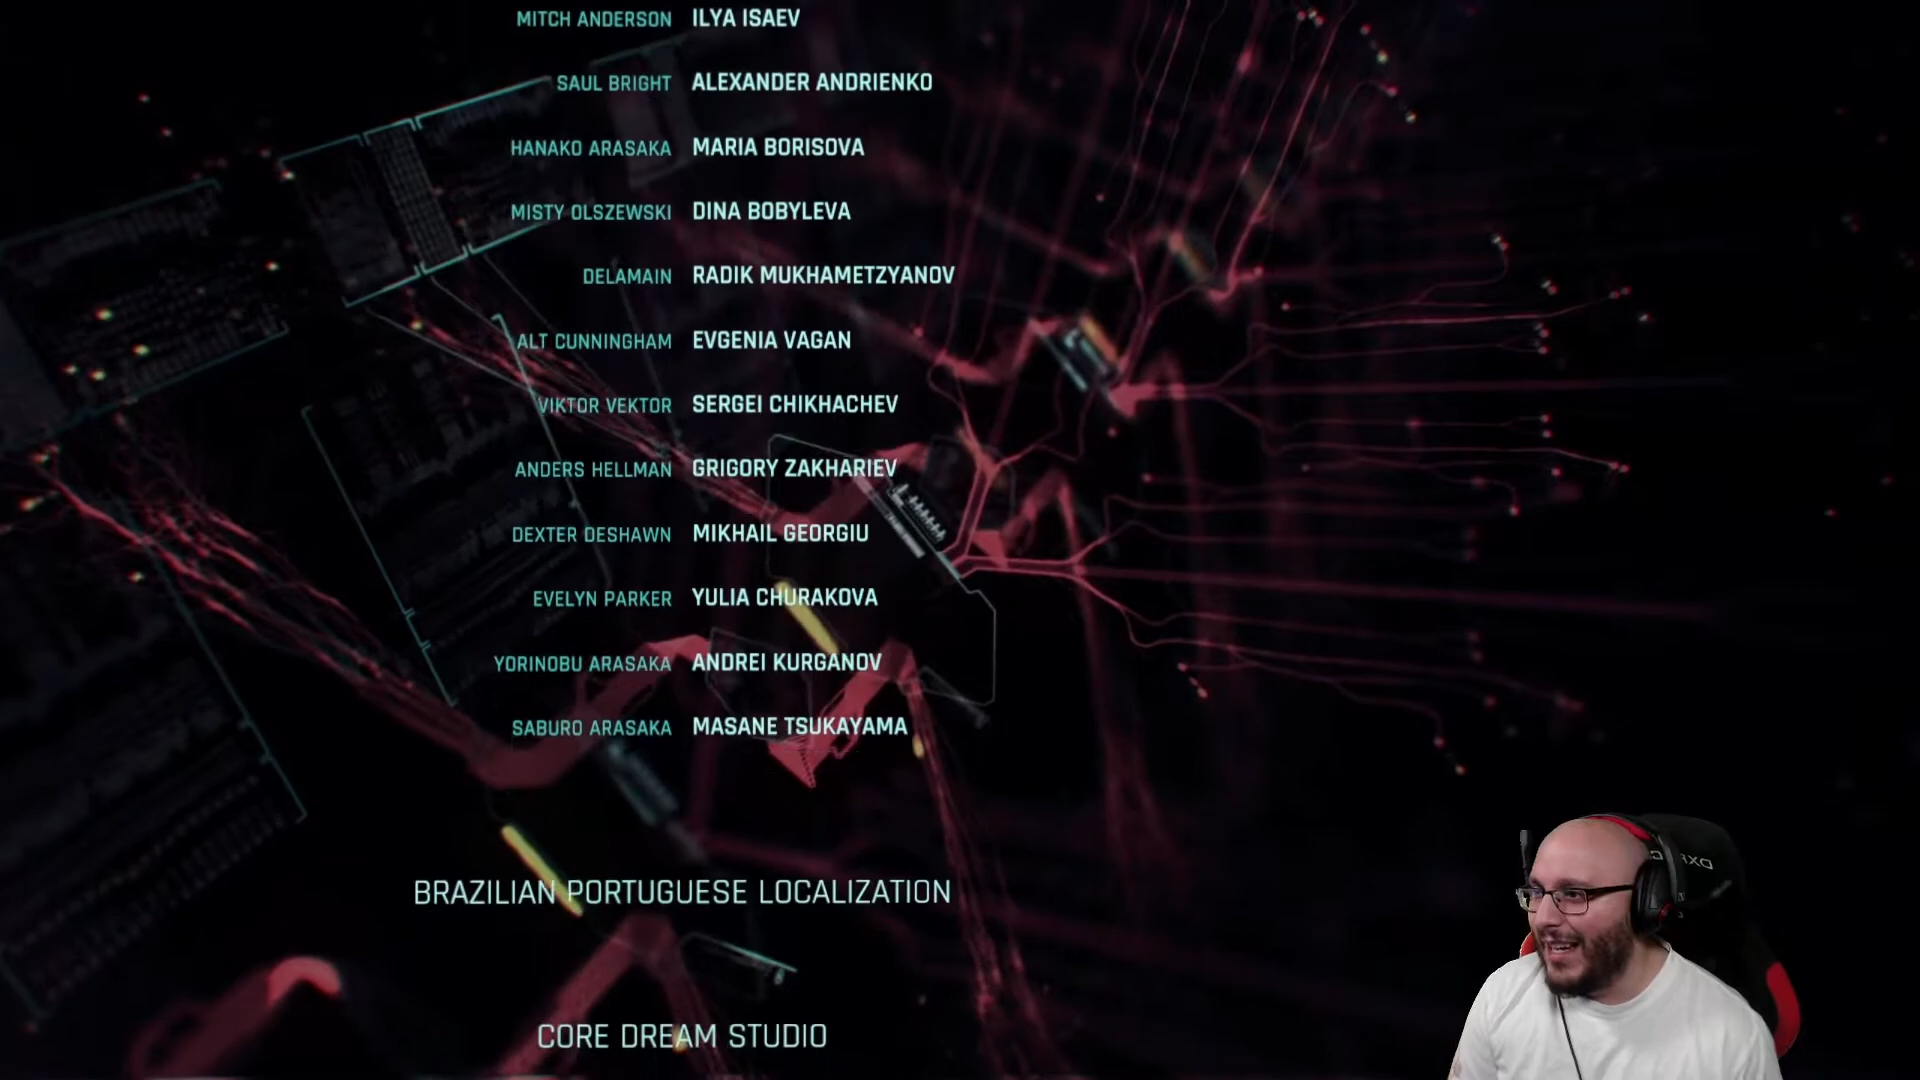 MITCH ANDERSON ILYA ISAEV
SAUL BRIGHT ALEXANDER ANDRIENKO
HANAKO ARASAKA MARIA BORISOVA
MISTY OLSZEWSKI DINA BOBYLEVA
DELAMAIN RADIK MUKHAMETZYANOV
ALT CUNNINGHAM EVGENIA VAGAN
VIKTOR VEKTOR SERGEI CHIKHACHEV
ANDERS HELLMAN GRIGORY ZAKHARIEV
DEXTER DESHAWN MIKHAIL GEORGIU
EVELYN PARKER YULIA CHURAKOVA
YORINOBU ARASAKA ANDREI KURGANOV
SABURO ARASAKA MASANE TSUKAYAMA
BRAZILIAN PORTUGUESE LOCALIZATION
CORE DREAM STUDIO